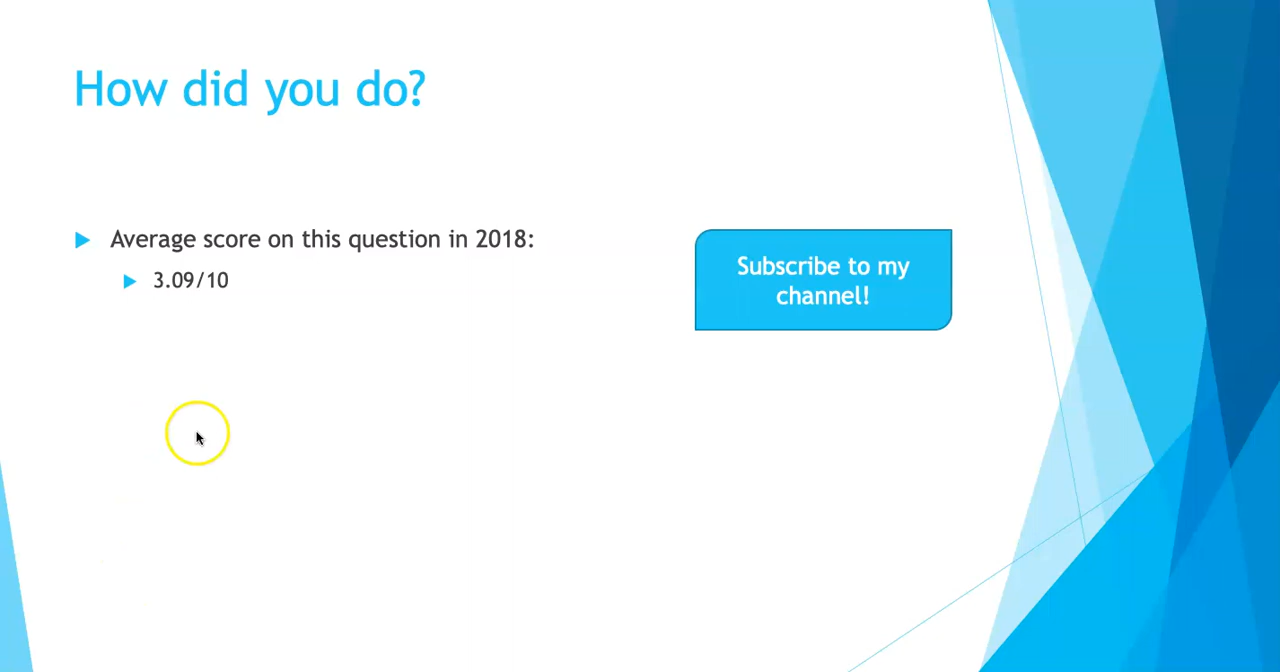 How did you do?
Average score on this question in 2018:
3.09/10
Subscribe to my
channel!